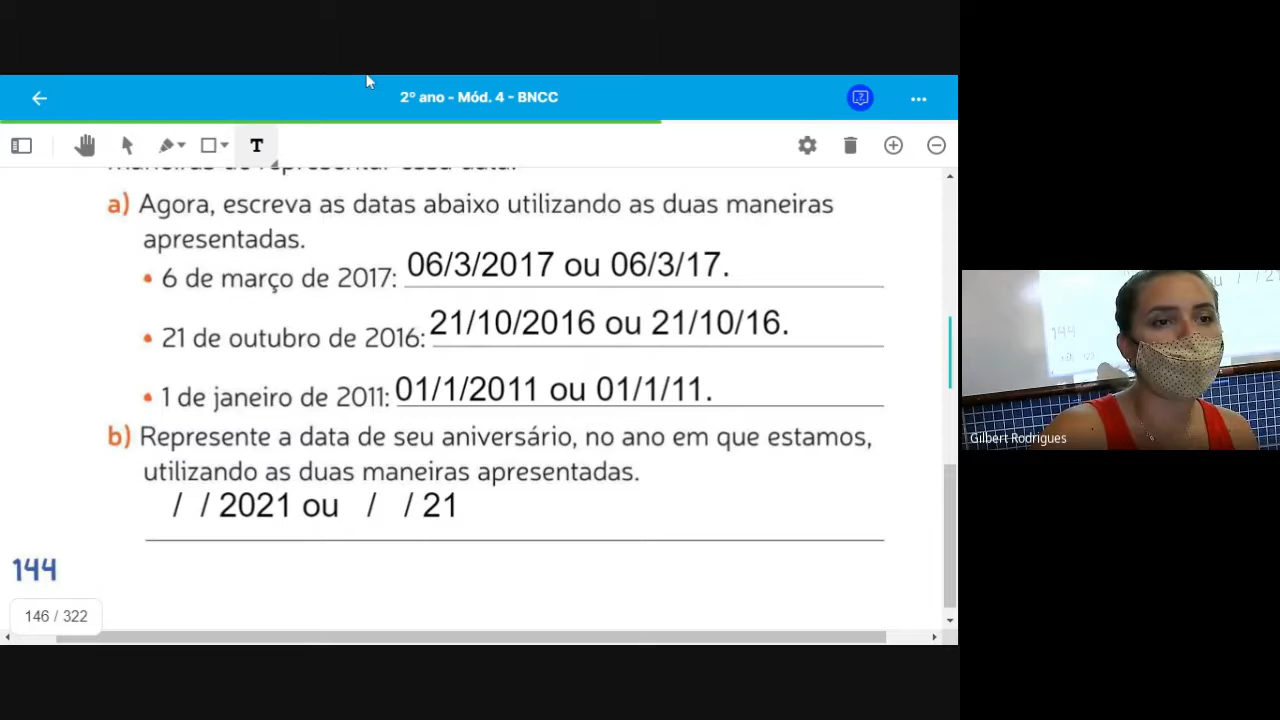 2º ano - Mód. 4 - BNCC
T
a) Agora, escreva as datas abaixo utilizando as duas maneiras
apresentadas.
• 6 de março de 2017: 06/3/2017 ou 06/3/17.
• 21 de outubro de 2016: 21/10/2016 ou 21/10/16.
• 1 de janeiro de 2011: 01/1/2011 ou 01/1/11.
b) Represente a data de seu aniversário, no ano em que estamos,
utilizando as duas maneiras apresentadas.
/ / 2021 ou / / 21
144
146 / 322
144
Gilbert Rodrigues